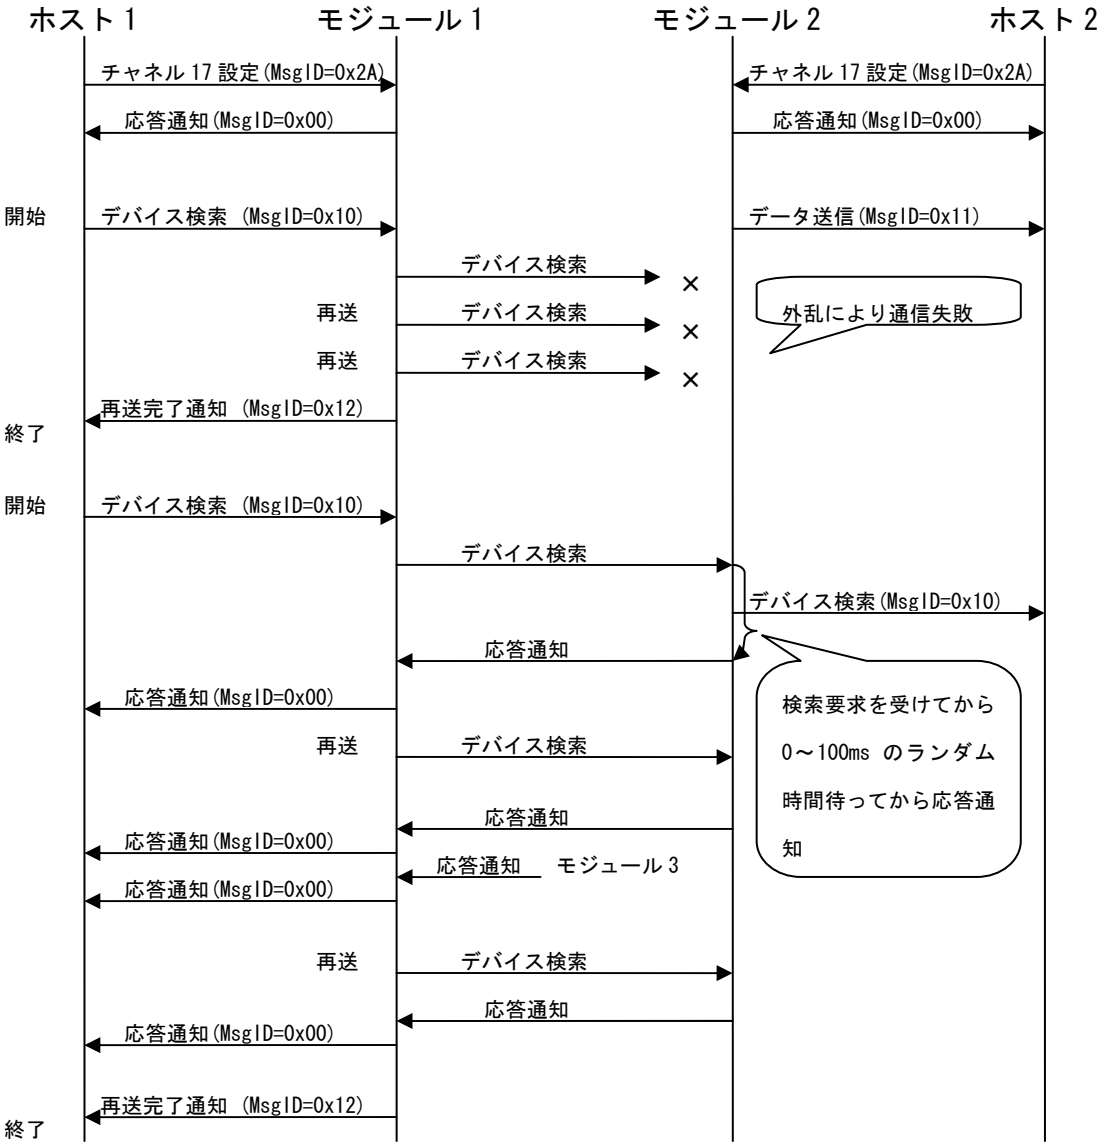 ホスト1 モジュール1 モジュール2 ホスト2
チャネル17設定(MsgID=0x2A) チャネル17設定(MsgID=0x2A)
応答通知(MsgID=0x00) 応答通知(MsgID=0x00)
開始 デバイス検索 (MsgID=0x10) データ送信(MsgID=0x11)
デバイス検索 ×
外乱により通信失敗
再送 デバイス検索 ×
再送 デバイス検索 ×
再送完了通知 (MsgID=0x12)
終了
開始 デバイス検索 (MsgID=0x10)
デバイス検索
デバイス検索(MsgID=0x10)
応答通知
応答通知(MsgID=0x00)
検索要求を受けてから
0～100ms のランダム
時間待ってから応答通
知
再送 デバイス検索
応答通知
応答通知(MsgID=0x00)
応答通知 モジュール3
応答通知(MsgID=0x00)
再送 デバイス検索
応答通知
応答通知(MsgID=0x00)
再送完了通知 (MsgID=0x12)
終了